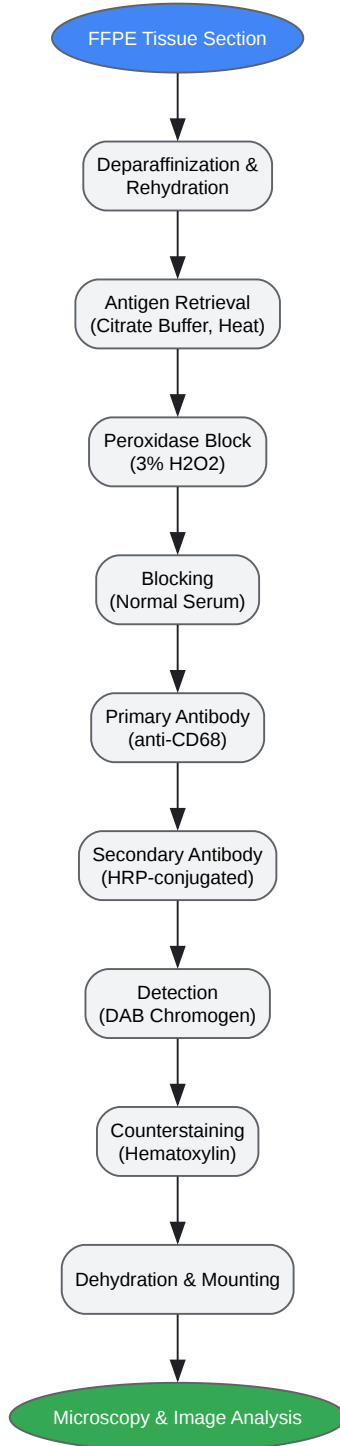 FFPE Tissue Section
Deparaffinization &
Rehydration
Antigen Retrieval
(Citrate Buffer, Heat)
Peroxidase Block
(3% H2O2)
Blocking
(Normal Serum)
Primary Antibody
(anti-CD68)
Secondary Antibody
(HRP-conjugated)
Detection
(DAB Chromogen)
Counterstaining
(Hematoxylin)
Dehydration & Mounting
Microscopy & Image Analysis